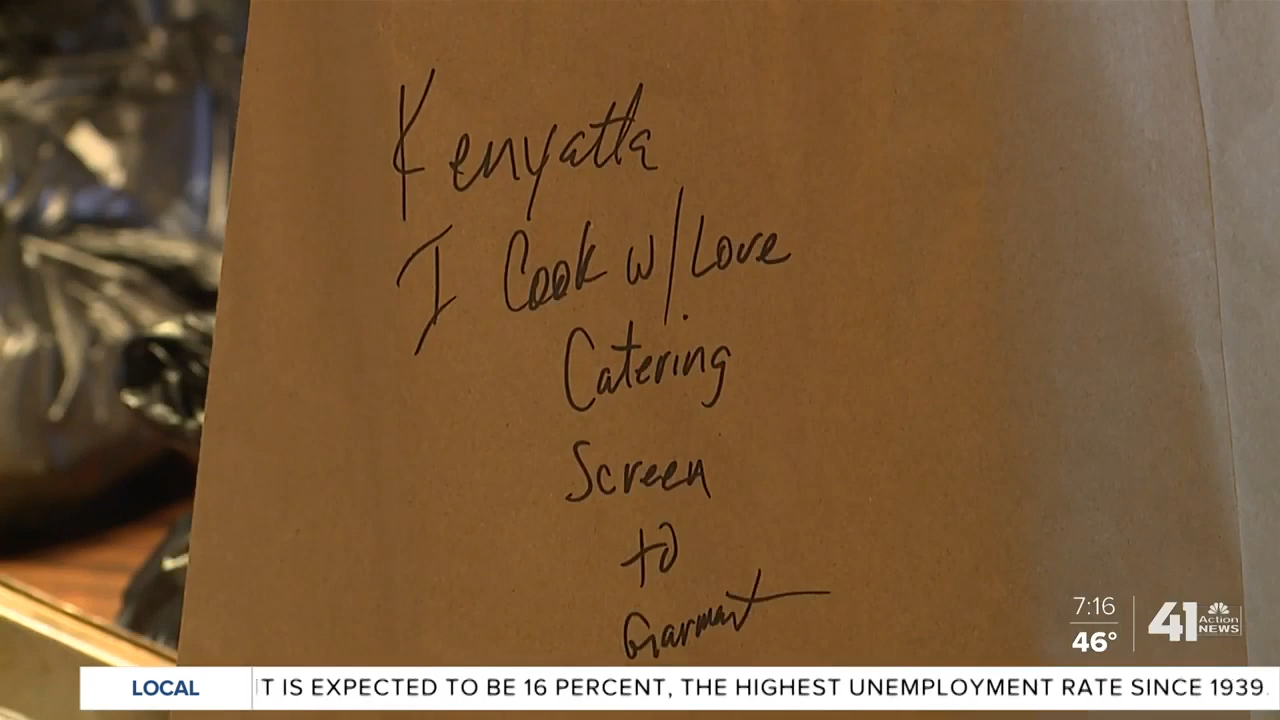 Kenyatta
I Cook w/Love
Catering
Screen
to
Garment
7:16
46°
41 Action NEWS
LOCAL
T IS EXPECTED TO BE 16 PERCENT, THE HIGHEST UNEMPLOYMENT RATE SINCE 1939.